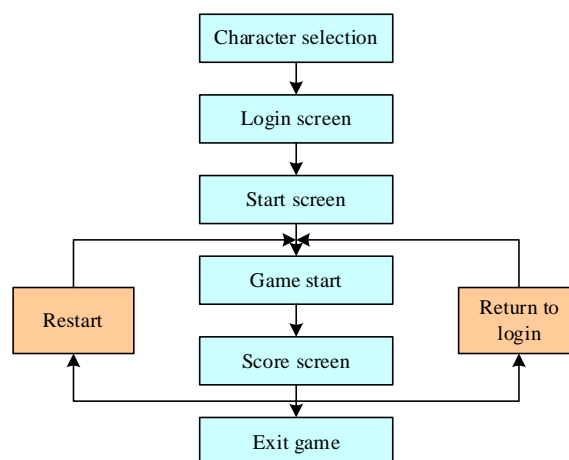 Character selection
Login screen
Start screen
Game start
Restart
Return to
login
Score screen
Exit game